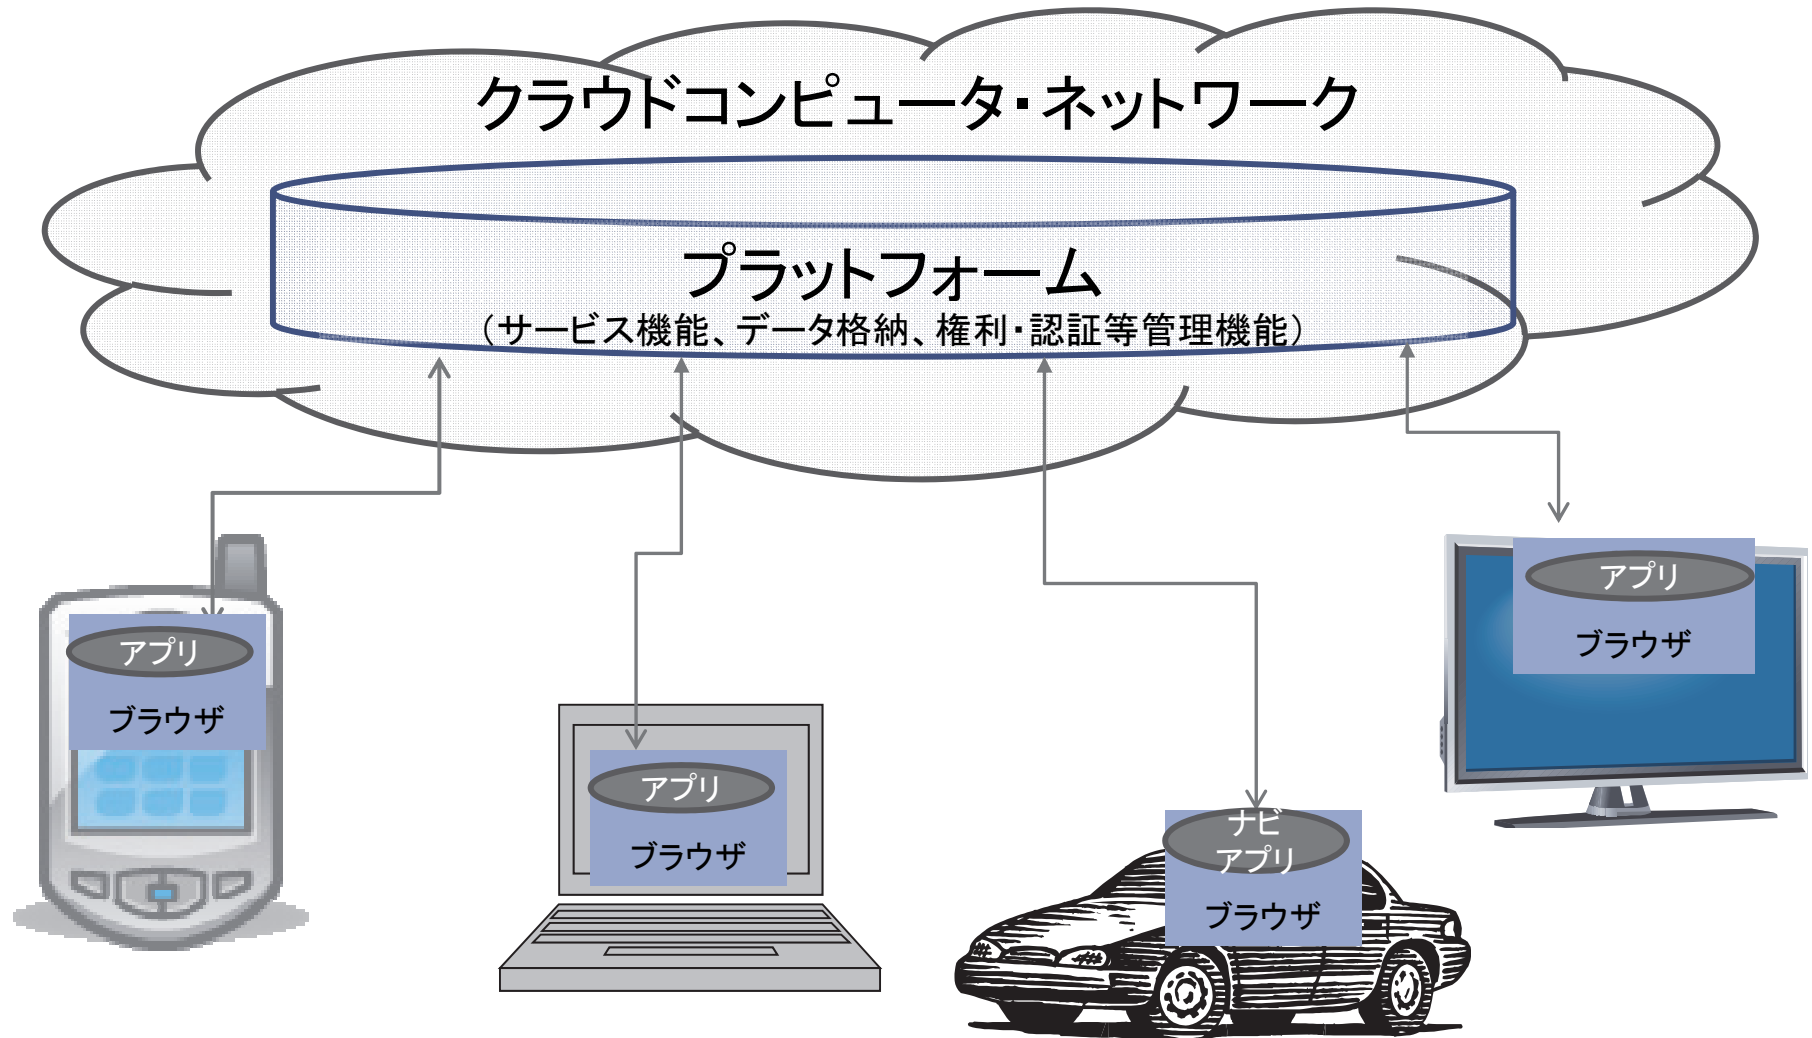 クラウドコンピュータ・ネットワーク
プラットフォーム
（サービス機能、データ格納、権利・認証等管理機能）
アプリ
ブラウザ
アプリ
ブラウザ
ナビ
アプリ
ブラウザ
アプリ
ブラウザ